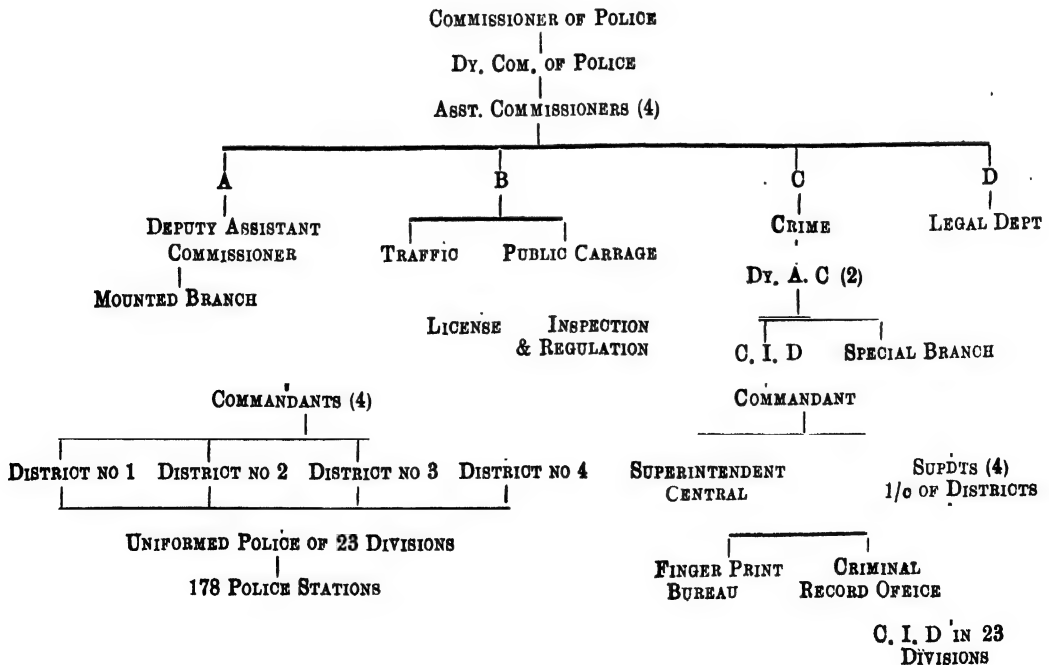 COMMISSIONER OF POLICE
DY. COM. OF POLICE
ASST. COMMISSIONERS (4)
A B C D
DEPUTY ASSISTANT
COMMISSIONER
MOUNTED BRANCH
TRAFFIC PUBLIC CARRAGE
LICENSE INSPECTION
& REGULATION
CRIME
DY. A. C (2)
C. I. D SPECIAL BRANCH
LEGAL DEPT
COMMANDANTS (4)
DISTRICT NO 1 DISTRICT NO 2 DISTRICT NO 3 DISTRICT NO 4
UNIFORMED POLICE OF 23 DIVISIONS
178 POLICE STATIONS
COMMANDANT
SUPERINTENDENT
CENTRAL
SUPDTS (4)
1/c OF DISTRICTS
FINGER PRINT
BUREAU
CRIMINAL
RECORD OFEICE
C. I. D IN 23
DIVISIONS